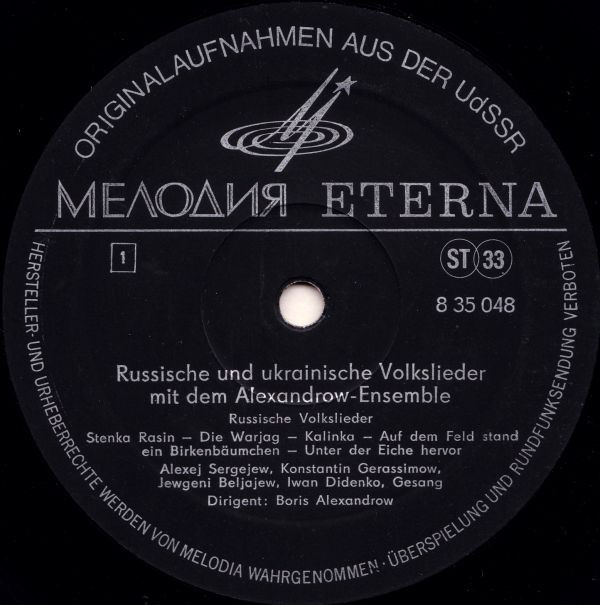 ORIGINALAUFNAHMEN AUS DER UdSSR
МЕЛОДИЯ ETERNA
1
ST 33
8 35 048
Russische und ukrainische Volkslieder
mit dem Alexandrow-Ensemble
Russische Volkslieder
Stenka Rasin – Die Warjag – Kalinka – Auf dem Feld stand
ein Birkenbäumchen – Unter der Eiche hervor
Alexej Sergejew, Konstantin Gerassimow,
Jewgeni Beljajew, Iwan Didenko, Gesang
Dirigent: Boris Alexandrow
HERSTELLER- UND URHEBERRECHTE WERDEN VON MELODIA WAHRGENOMMEN · ÜBERSPIELUNG UND RUNDFUNKSENDUNG VERBOTEN